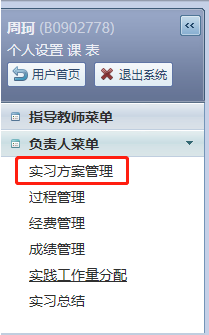 周珂 (B0902778)
个人设置 课 表
用户首页 退出系统
指导教师菜单
负责人菜单
实习方案管理
过程管理
经费管理
成绩管理
实践工作量分配
实习总结